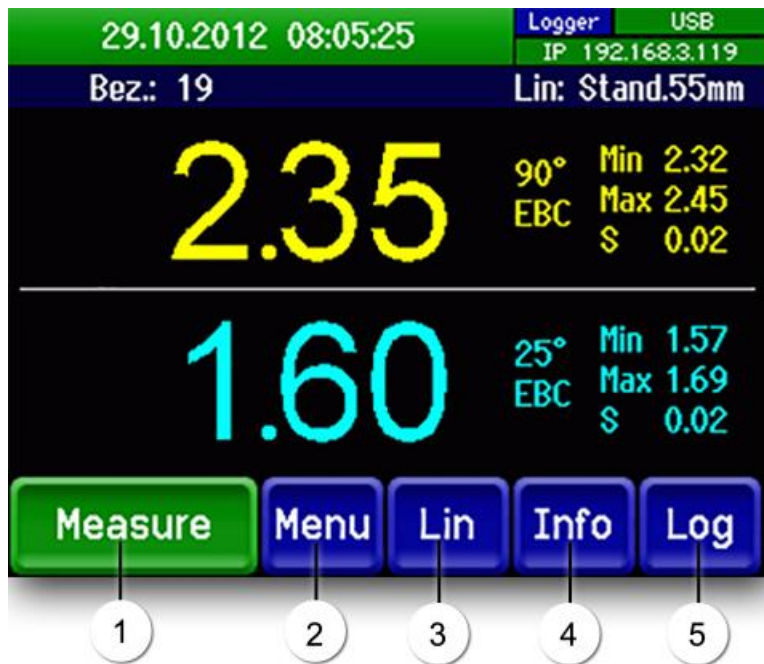 29.10.2012 08:05:25 Logger USB
IP 192.168.3.119
Bez.: 19 Lin: Stand.55mm
2.35 90° EBC
Min 2.32
Max 2.45
S 0.02
1.60 25° EBC
Min 1.57
Max 1.69
S 0.02
Measure Menu Lin Info Log
1 2 3 4 5